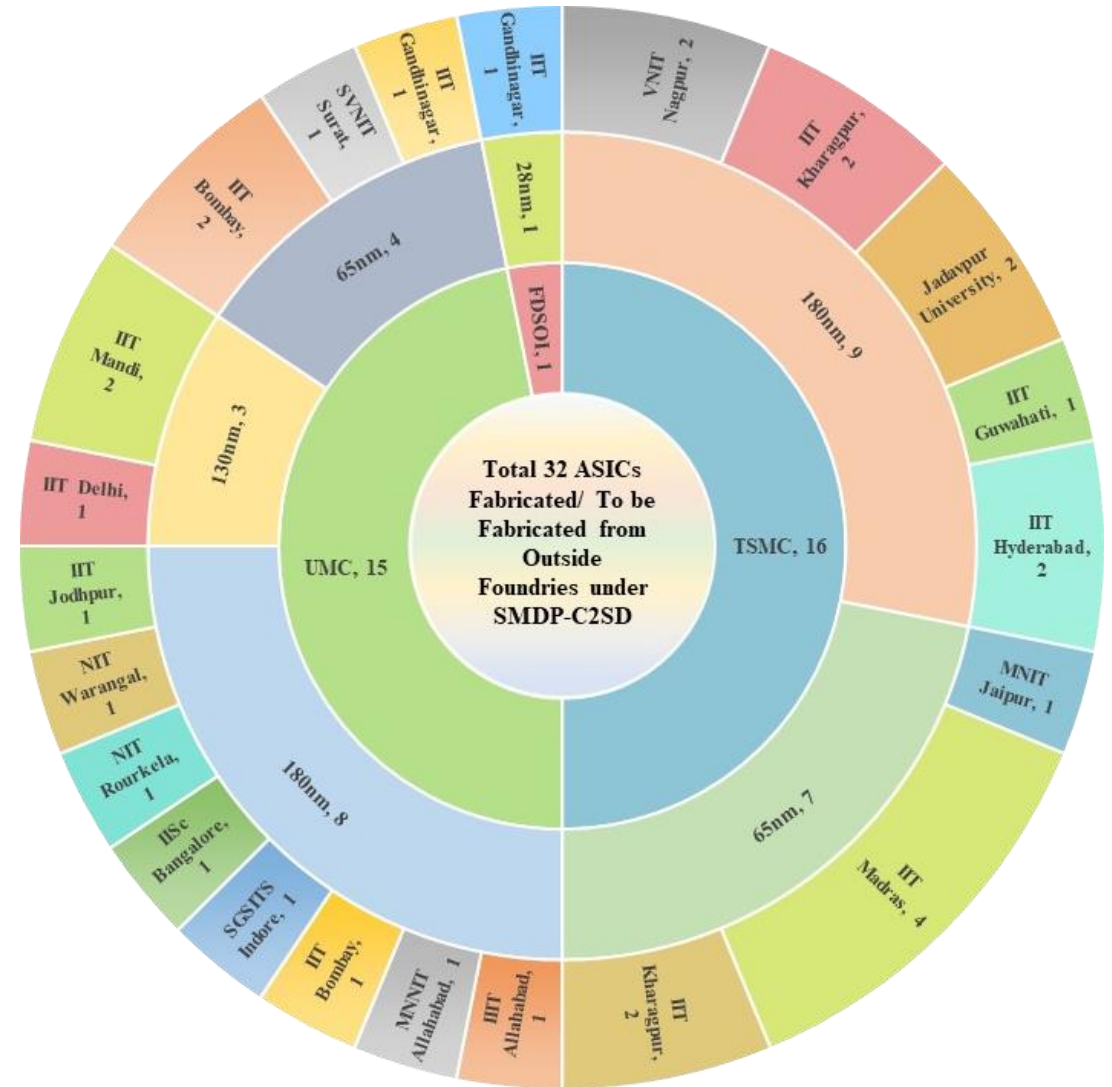 Total 32 ASICs
Fabricated/ To be
Fabricated from
Outside
Foundries under
SMDP-C2SD
TSMC, 16
UMC, 15
FDSOI, 1
180nm, 9
65nm, 7
180nm, 8
130nm, 3
65nm, 4
28nm, 1
VNIT
Nagpur, 2
IIT
Kharagpur,
2
Jadavpur
University, 2
IIT
Guwahati, 1
IIT
Hyderabad,
2
MNIT
Jaipur, 1
IIT
Madras, 4
IIT
Kharagpur,
2
IIIT
Allahabad,
1
MNNIT
Allahabad, 1
IIT
Bombay,
1
SGSITS
Indore, 1
IISc
Bangalore,
1
NIT
Rourkela,
1
NIT
Warangal,
1
IIT
Jodhpur,
1
IIT Delhi,
1
IIT
Mandi,
2
IIT
Bombay,
2
SVNIT
Surat,
1
IIT
Gandhinagar,
1
IIT
Gandhinagar,
1